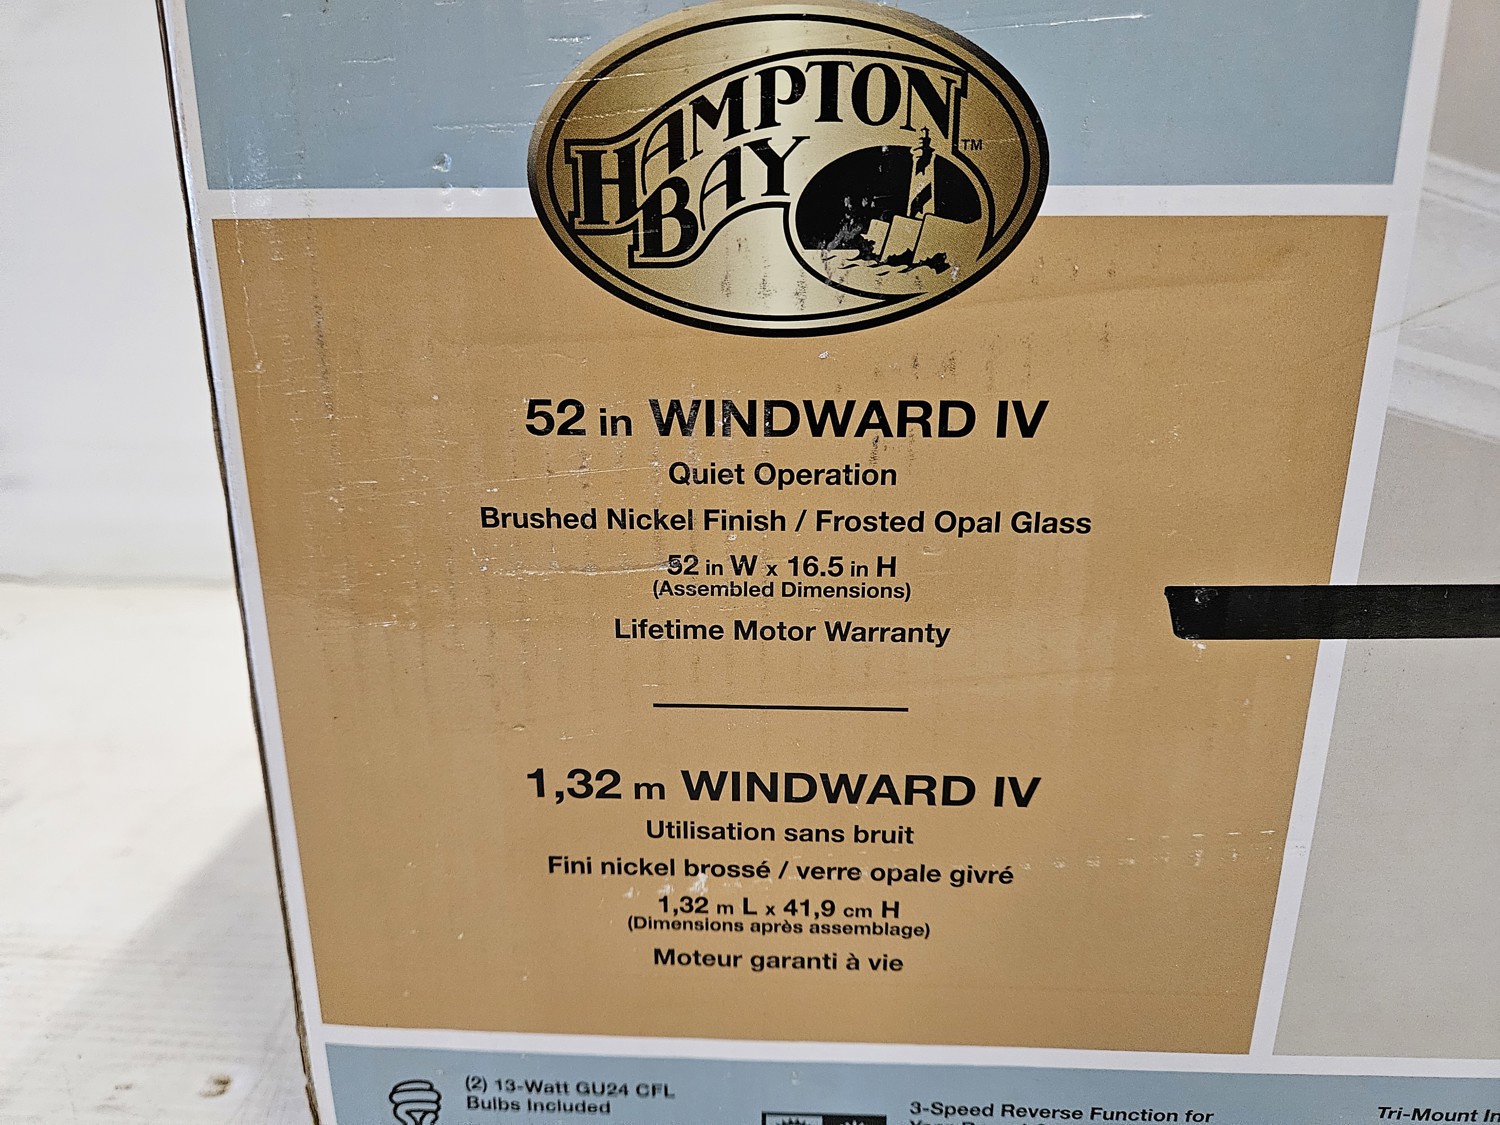 HAMPTON
BAY
TM
52 in WINDWARD IV
Quiet Operation
Brushed Nickel Finish / Frosted Opal Glass
52 in W x 16.5 in H
(Assembled Dimensions)
Lifetime Motor Warranty
1,32 m WINDWARD IV
Utilisation sans bruit
Fini nickel brossé / verre opale givré
1,32 m L x 41,9 cm H
(Dimensions après assemblage)
Moteur garanti à vie
(2) 13-Watt GU24 CFL
Bulbs Included
3-Speed Reverse Function for
Tri-Mount In